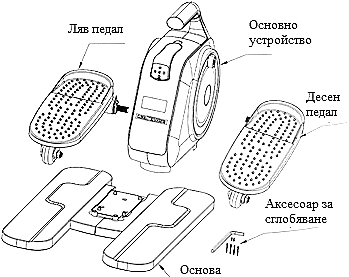 Ляв педал
Основно
устройство
Десен
педал
Аксесоар за
сглобяване
Основа